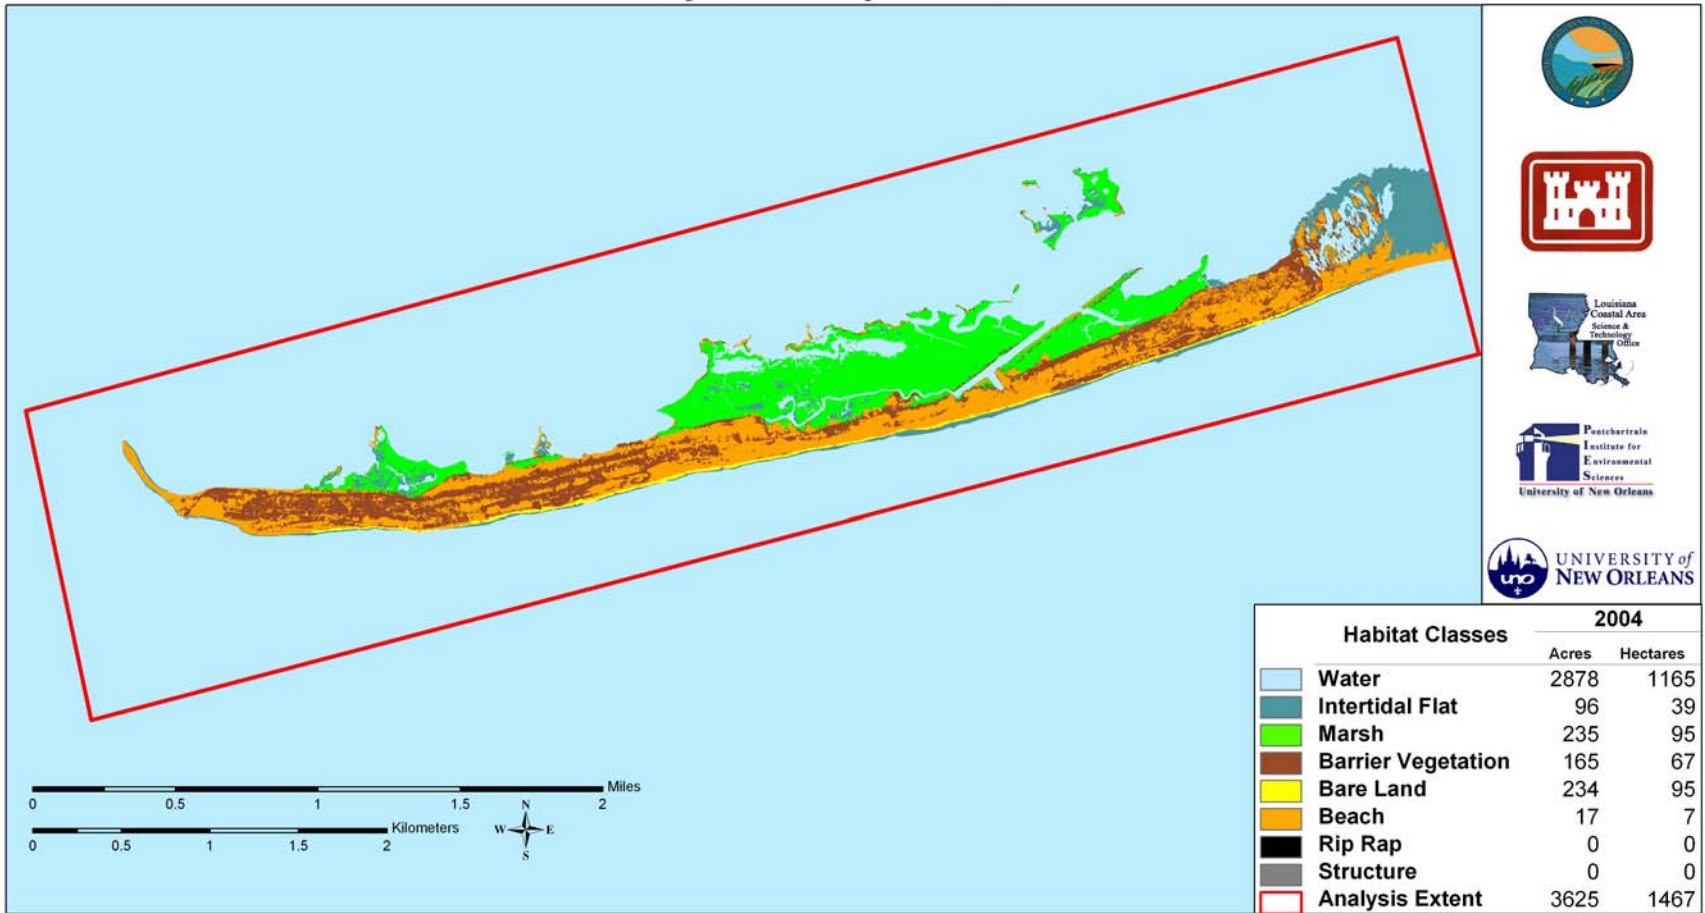 Louisiana
Coastal Area
Science &
Technology
Office
Pontchartrain
Institute for
Environmental
Sciences
University of New Orleans
uno
UNIVERSITY of
NEW ORLEANS
Habitat Classes 2004
Acres Hectares
Water 2878 1165
Intertidal Flat 96 39
Marsh 235 95
Barrier Vegetation 165 67
Bare Land 234 95
Beach 17 7
Rip Rap 0 0
Structure 0 0
Analysis Extent 3625 1467
0 0.5 1 1.5 2 Miles
0 0.5 1 1.5 2 Kilometers
N
W E
S